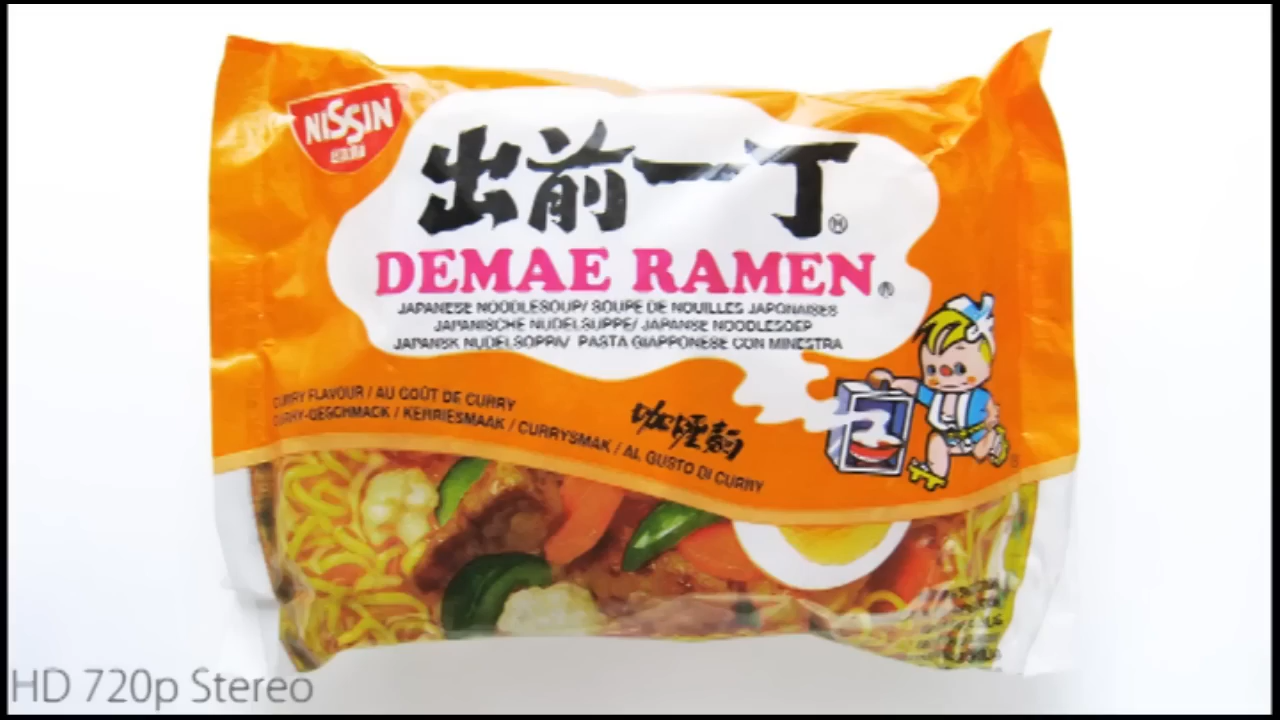 NISSIN
日清
出前一丁
DEMAE RAMEN
JAPANESE NOODLESOUP/ SOUPE DE NOUILLES JAPONAISES
JAPANISCHE NUDELSUPPE/ JAPANSE NOODLESOEP
JAPANSK NUDELSOPPA/ PASTA GIAPPONESE CON MINESTRA
CURRY FLAVOUR / AU GOÛT DE CURRY
CURRY-GESCHMACK / KERRIESMAAK / CURRYSMAK / AL GUSTO DI CURRY
咖喱麵
HD 720p Stereo